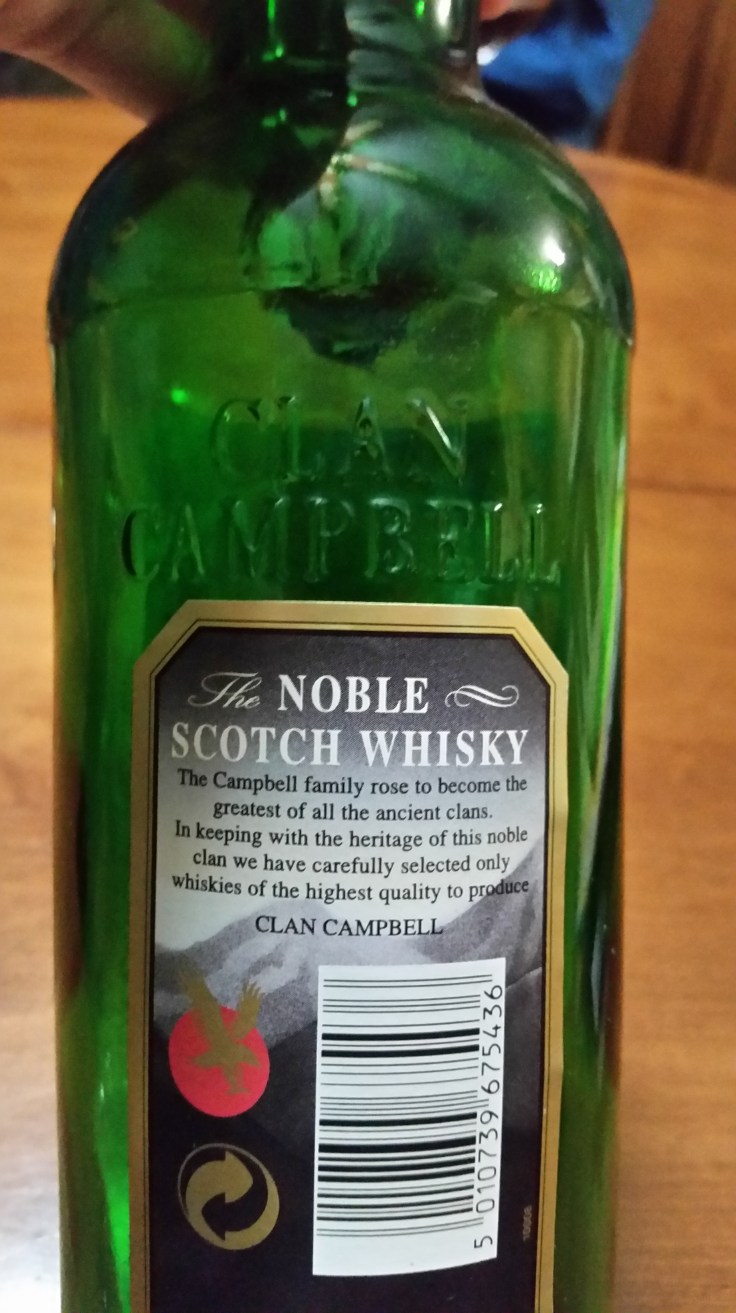 CLAN
CAMPBELL
The NOBLE
SCOTCH WHISKY
The Campbell family rose to become the
greatest of all the ancient clans.
In keeping with the heritage of this noble
clan we have carefully selected only
whiskies of the highest quality to produce
CLAN CAMPBELL
5 010739 675436